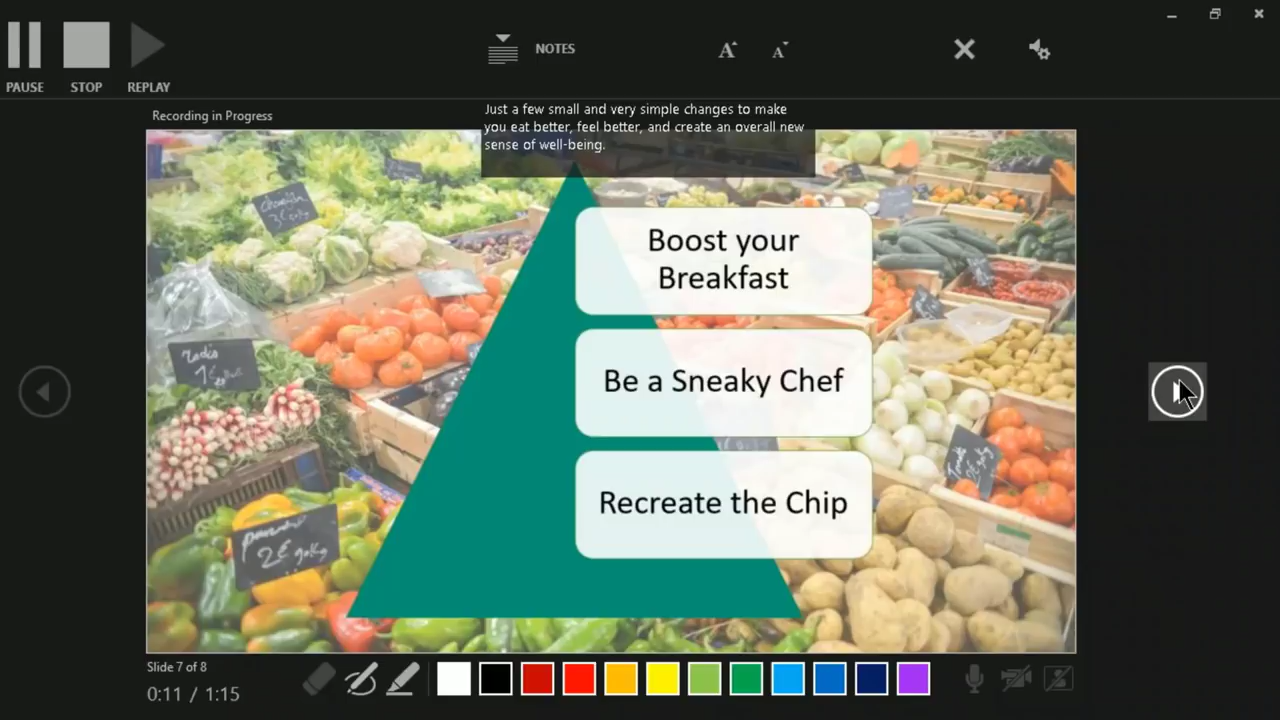 PAUSE
STOP
REPLAY
NOTES
A
A
Recording in Progress
Just a few small and very simple changes to make
you eat better, feel better, and create an overall new
sense of well-being.
Boost your
Breakfast
Be a Sneaky Chef
Recreate the Chip
Slide 7 of 8
0:11 / 1:15